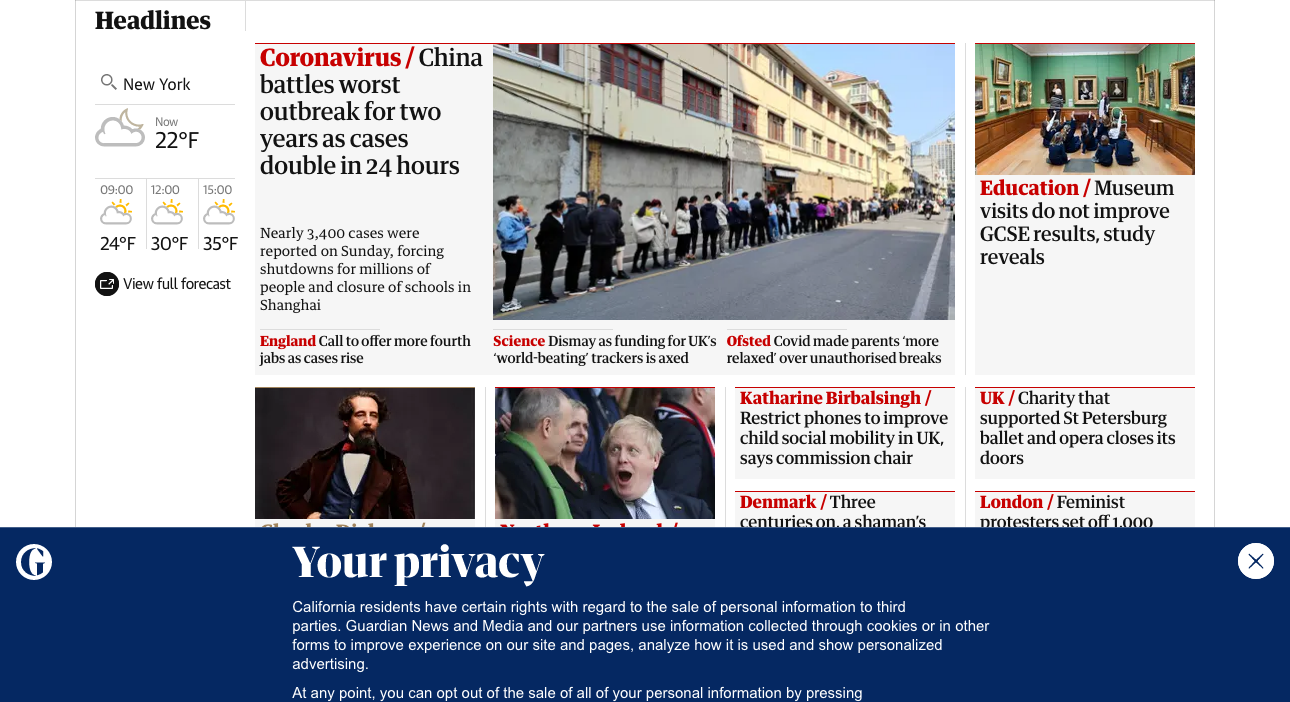 Headlines
New York
Now
22°F
09:00
12:00
15:00
24°F
30°F
35°F
View full forecast
Coronavirus / China
battles worst
outbreak for two
years as cases
double in 24 hours
Nearly 3,400 cases were
reported on Sunday, forcing
shutdowns for millions of
people and closure of schools in
Shanghai
England Call to offer more fourth
jabs as cases rise
Science Dismay as funding for UK's
'world-beating' trackers is axed
Ofsted Covid made parents 'more
relaxed' over unauthorised breaks
Education / Museum
visits do not improve
GCSE results, study
reveals
Katharine Birbalsingh /
Restrict phones to improve
child social mobility in UK,
says commission chair
UK / Charity that
supported St Petersburg
ballet and opera closes its
doors
Denmark / Three
centuries on, a shaman's
London / Feminist
protesters set off 1,000
Your privacy
California residents have certain rights with regard to the sale of personal information to third
parties. Guardian News and Media and our partners use information collected through cookies or in other
forms to improve experience on our site and pages, analyze how it is used and show personalized
advertising.
At any point, you can opt out of the sale of all of your personal information by pressing